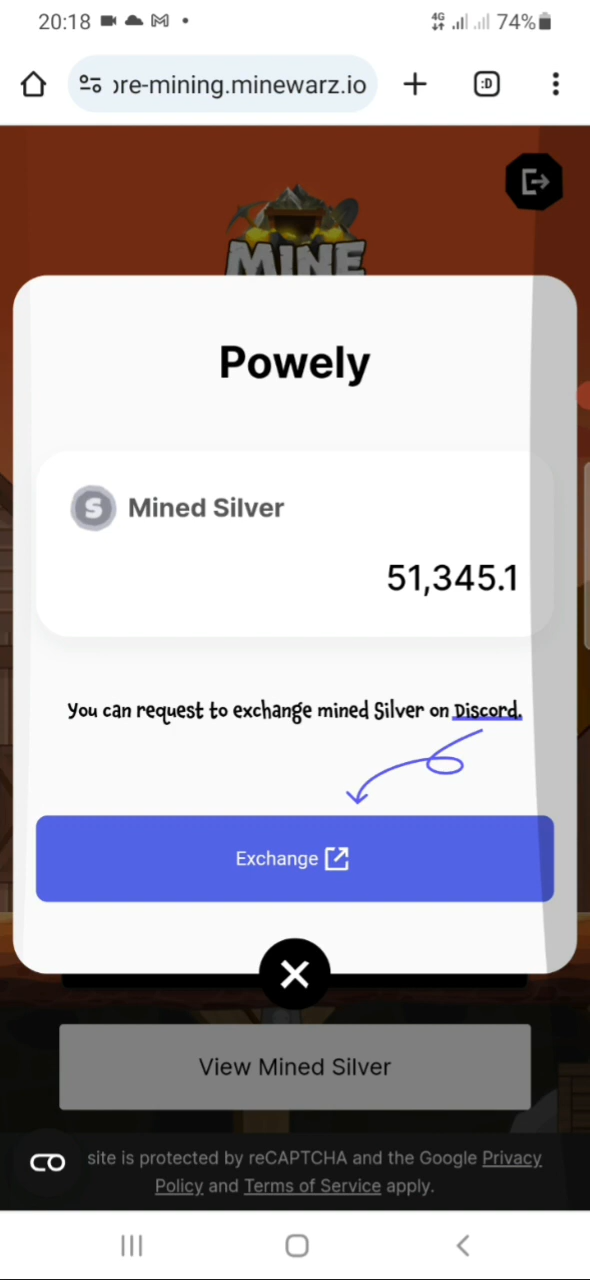 20:18
4G
74%
ore-mining.minewarz.io
:D
MINE
Powely
S Mined Silver
51,345.1
You can request to exchange mined Silver on Discord.
Exchange
View Mined Silver
site is protected by reCAPTCHA and the Google Privacy
Policy and Terms of Service apply.